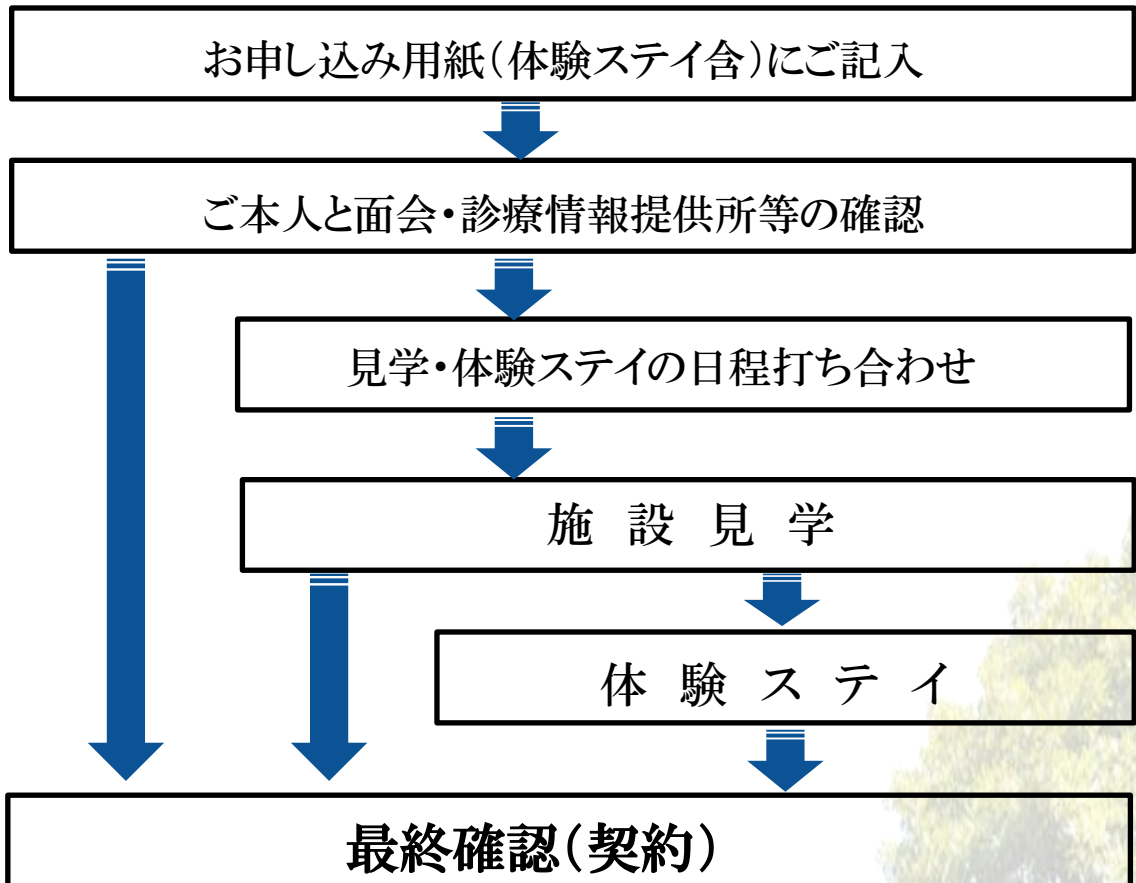 お申し込み用紙（体験ステイ含）にご記入
ご本人と面会・診療情報提供所等の確認
見学・体験ステイの日程打ち合わせ
施 設 見 学
体 験 ス テ イ
最終確認（契約）